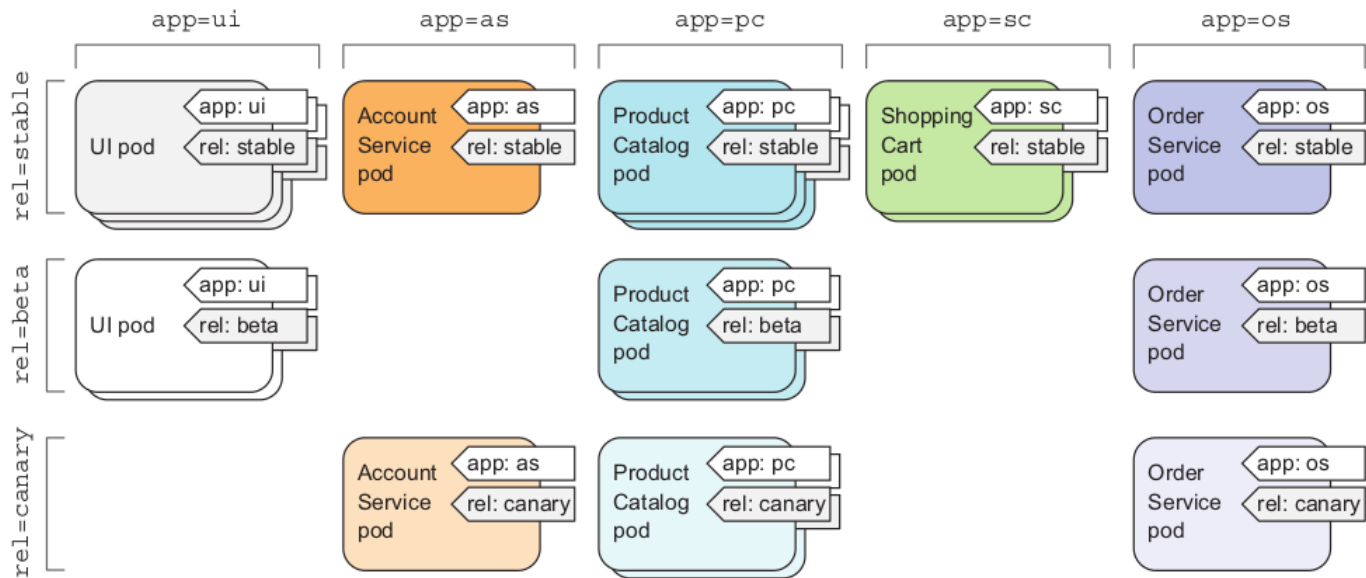 app=ui
app=as
app=pc
app=sc
app=os
rel=stable
UI pod
app: ui
rel: stable
Account
Service
pod
app: as
rel: stable
Product
Catalog
pod
app: pc
rel: stable
Shopping
Cart
pod
app: sc
rel: stable
Order
Service
pod
app: os
rel: stable
rel=beta
UI pod
app: ui
rel: beta
Product
Catalog
pod
app: pc
rel: beta
Order
Service
pod
app: os
rel: beta
rel=canary
Account
Service
pod
app: as
rel: canary
Product
Catalog
pod
app: pc
rel: canary
Order
Service
pod
app: os
rel: canary